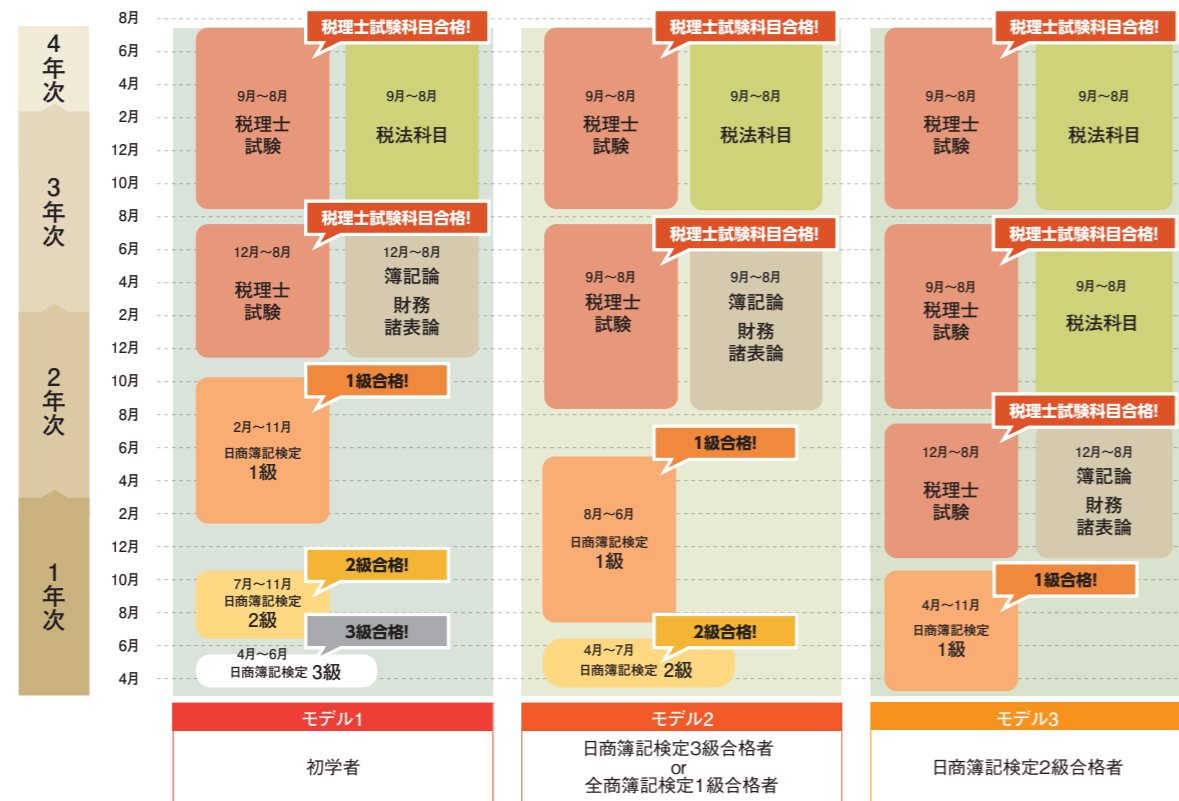 4年次
3年次
2年次
1年次
8月
6月
4月
2月
12月
10月
8月
6月
4月
2月
12月
10月
8月
6月
4月
2月
12月
10月
8月
6月
4月
税理士試験科目合格!
9月〜8月
税理士
試験
9月〜8月
税法科目
税理士試験科目合格!
12月〜8月
税理士
試験
12月〜8月
簿記論
財務
諸表論
1級合格!
2月〜11月
日商簿記検定
1級
2級合格!
7月〜11月
日商簿記検定
2級
3級合格!
4月〜6月
日商簿記検定 3級
モデル1
初学者
税理士試験科目合格!
9月〜8月
税理士
試験
9月〜8月
税法科目
税理士試験科目合格!
9月〜8月
税理士
試験
9月〜8月
簿記論
財務
諸表論
1級合格!
8月〜6月
日商簿記検定
1級
2級合格!
4月〜7月
日商簿記検定 2級
モデル2
日商簿記検定3級合格者
or
全商簿記検定1級合格者
税理士試験科目合格!
9月〜8月
税理士
試験
9月〜8月
税法科目
税理士試験科目合格!
9月〜8月
税理士
試験
9月〜8月
税法科目
税理士試験科目合格!
12月〜8月
税理士
試験
12月〜8月
簿記論
財務
諸表論
1級合格!
4月〜11月
日商簿記検定
1級
モデル3
日商簿記検定2級合格者